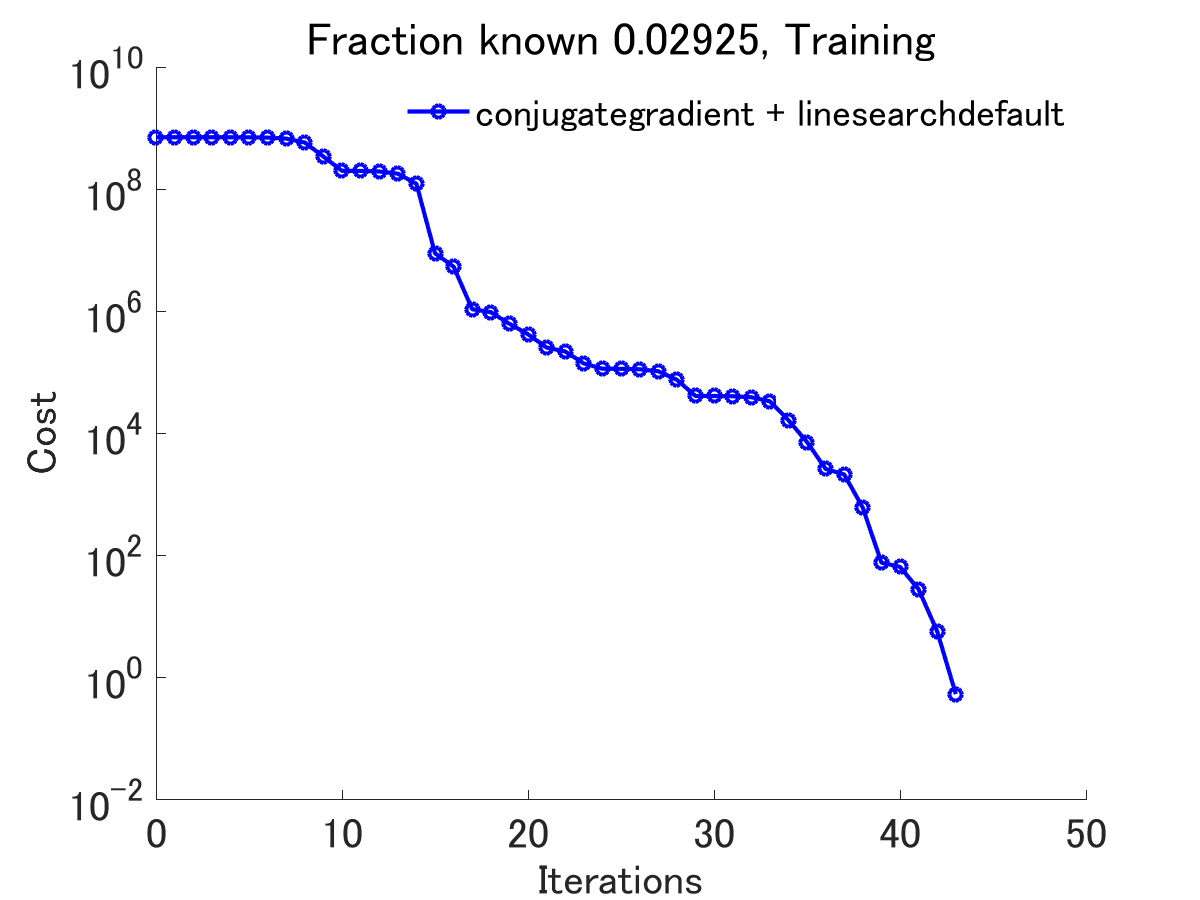 Fraction known 0.02925, Training
conjugategradient + linesearchdefault
10^10
10^8
10^6
10^4
10^2
10^0
10^-2
Cost
0 10 20 30 40 50
Iterations